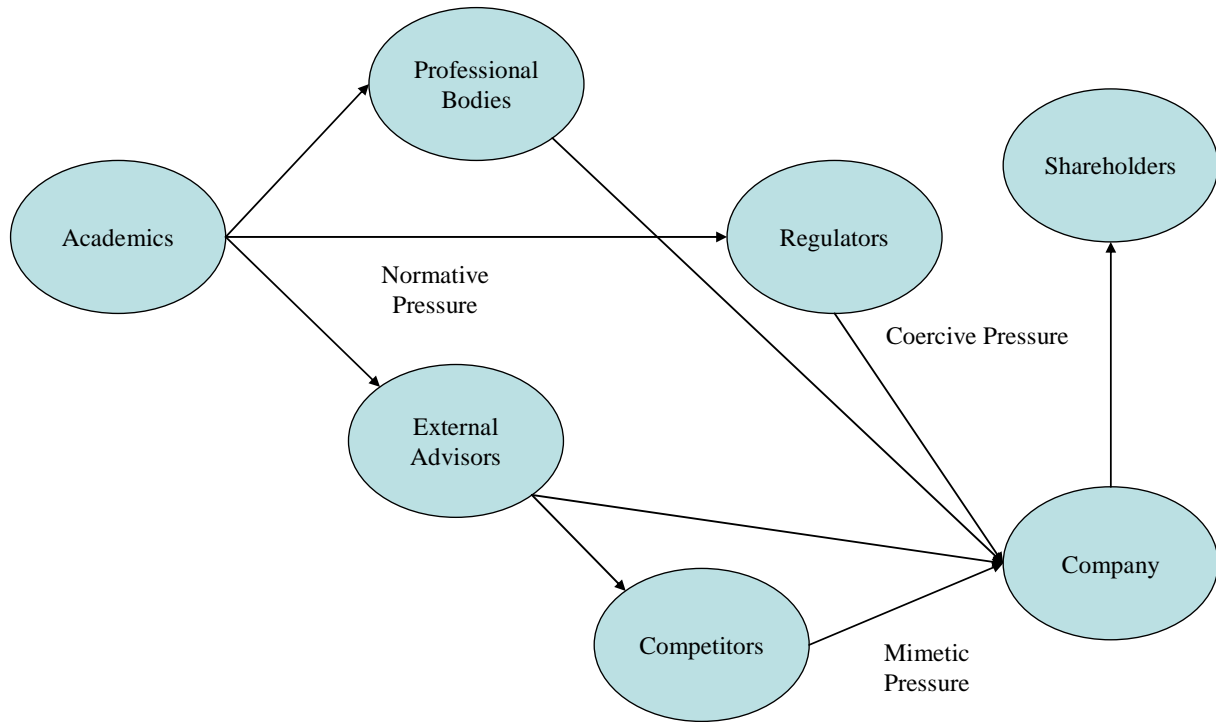 Professional
Bodies
Shareholders
Academics
Regulators
Normative
Pressure
Coercive Pressure
External
Advisors
Company
Competitors
Mimetic
Pressure